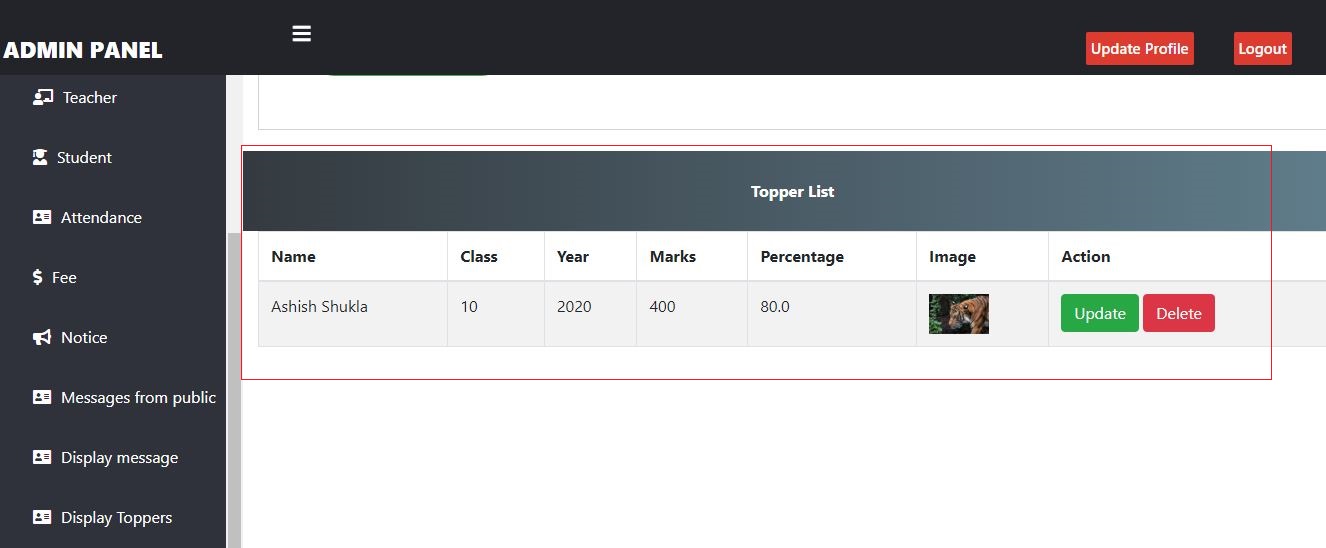 ADMIN PANEL
Update Profile
Logout
Teacher
Student
Attendance
Fee
Notice
Messages from public
Display message
Display Toppers
Topper List
Name Class Year Marks Percentage Image Action
Ashish Shukla 10 2020 400 80.0 Update Delete